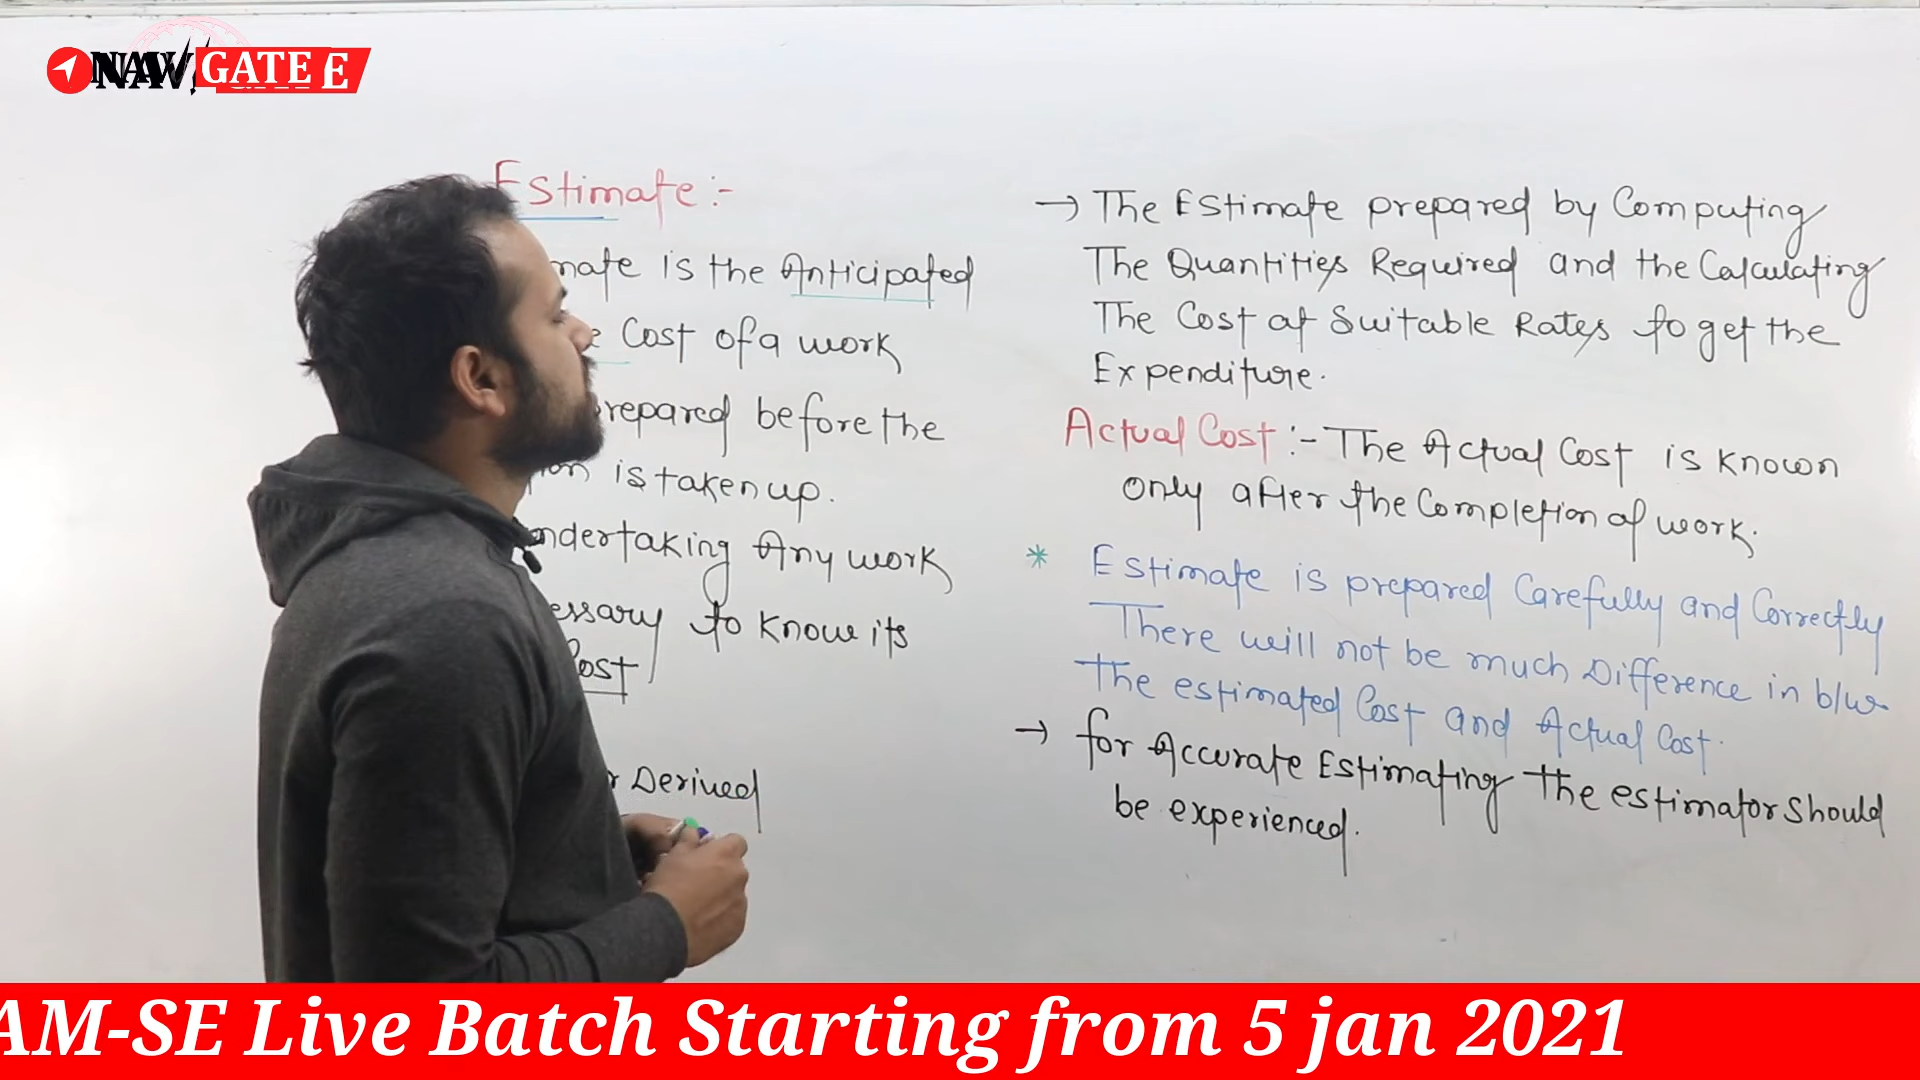 NAV GATE E
Estimate :-
mate is the Anticipated
Cost of a work
repared before the
on is taken up.
ndertaking Any work
essary to know its
Cost
r Derived
→ The Estimate prepared by Computing
The Quantities Required and the Calculating
The Cost at Suitable Rates to get the
Expenditure.
Actual Cost :- The Actual Cost is known
only after the Completion of work.
* Estimate is prepared Carefully and Correctly
There will not be much Difference in b/w
the estimated Cost and Actual Cost.
→ for Accurate Estimating The estimator should
be experienced.
AM-SE Live Batch Starting from 5 jan 2021